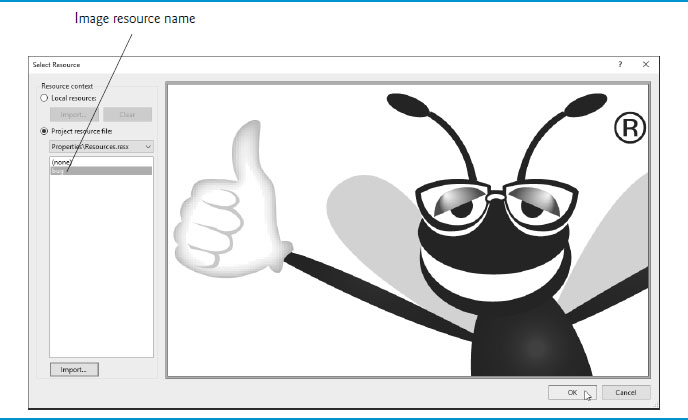 Image resource name
Select Resource
? ×
Resource context
Local resource:
Import... Clear
Project resource file:
Properties\Resources.resx
(none)
bug
®
Import...
OK Cancel